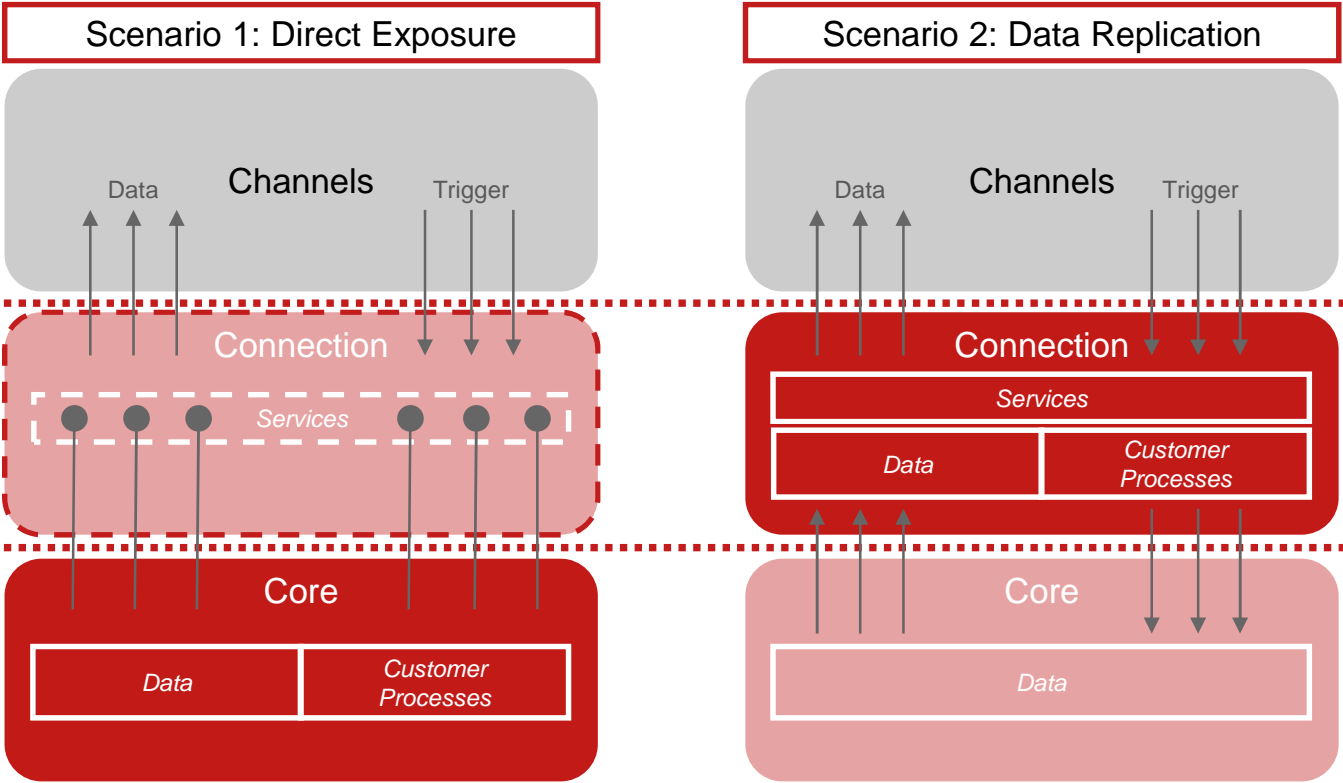 Scenario 1: Direct Exposure
Data
Channels
Trigger
Connection
Services
Core
Data
Customer
Processes
Scenario 2: Data Replication
Data
Channels
Trigger
Connection
Services
Data
Customer
Processes
Core
Data